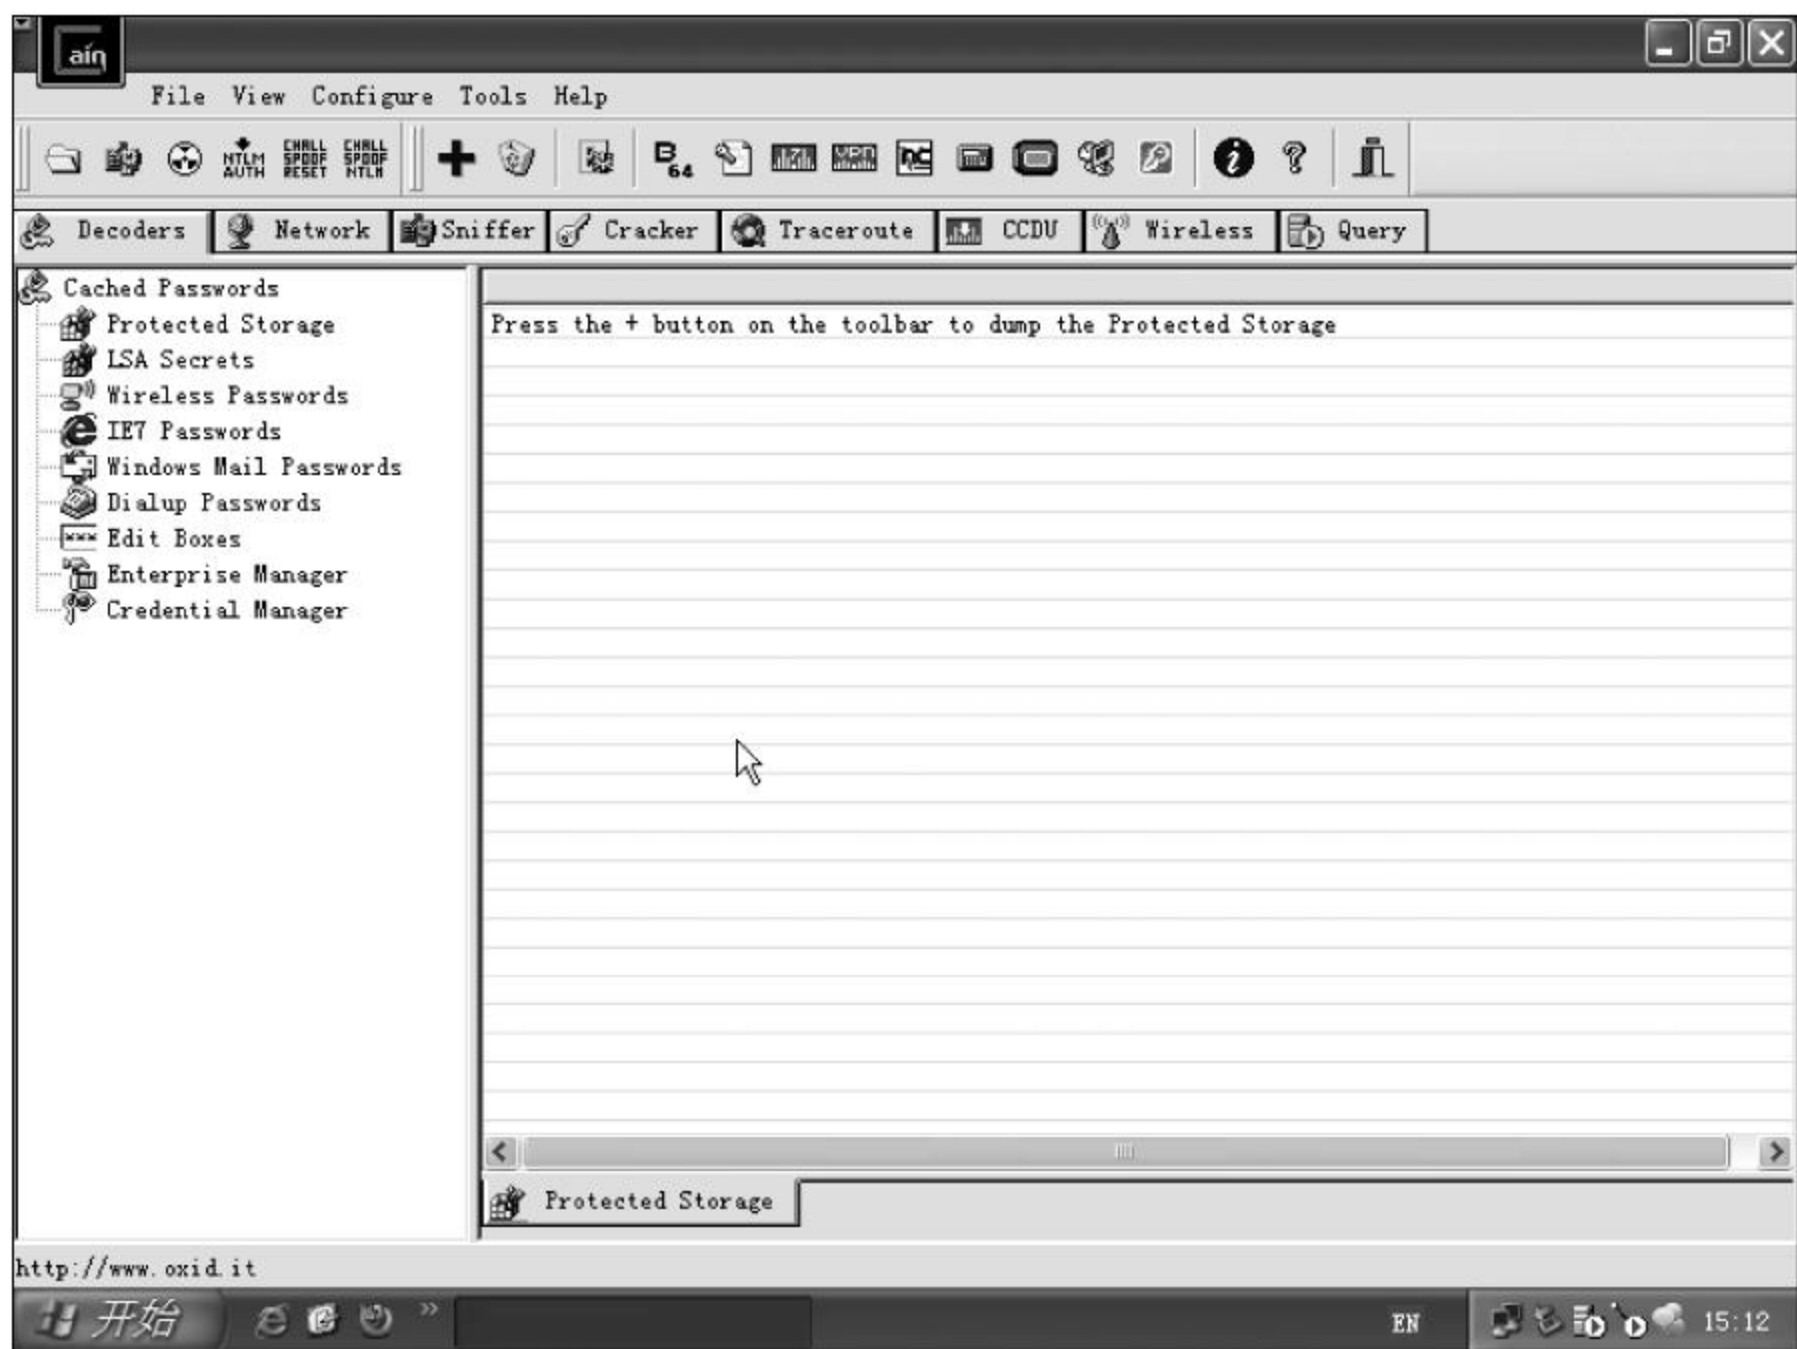 ain
File View Configure Tools Help
NTLM AUTH
CHALL SPOOF RESET
CHALL SPOOF NTLM
B64
Decoders Network Sniffer Cracker Traceroute CCDU Wireless Query
Cached Passwords
Protected Storage
LSA Secrets
Wireless Passwords
IE7 Passwords
Windows Mail Passwords
Dialup Passwords
Edit Boxes
Enterprise Manager
Credential Manager
Press the + button on the toolbar to dump the Protected Storage
Protected Storage
http://www.oxid.it
开始 EN 15:12